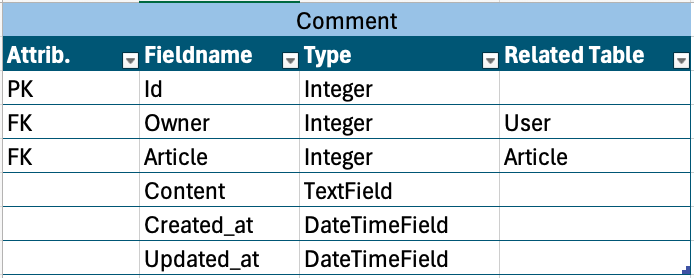 Comment
Attrib. Fieldname Type Related Table
PK Id Integer
FK Owner Integer User
FK Article Integer Article
Content TextField
Created_at DateTimeField
Updated_at DateTimeField